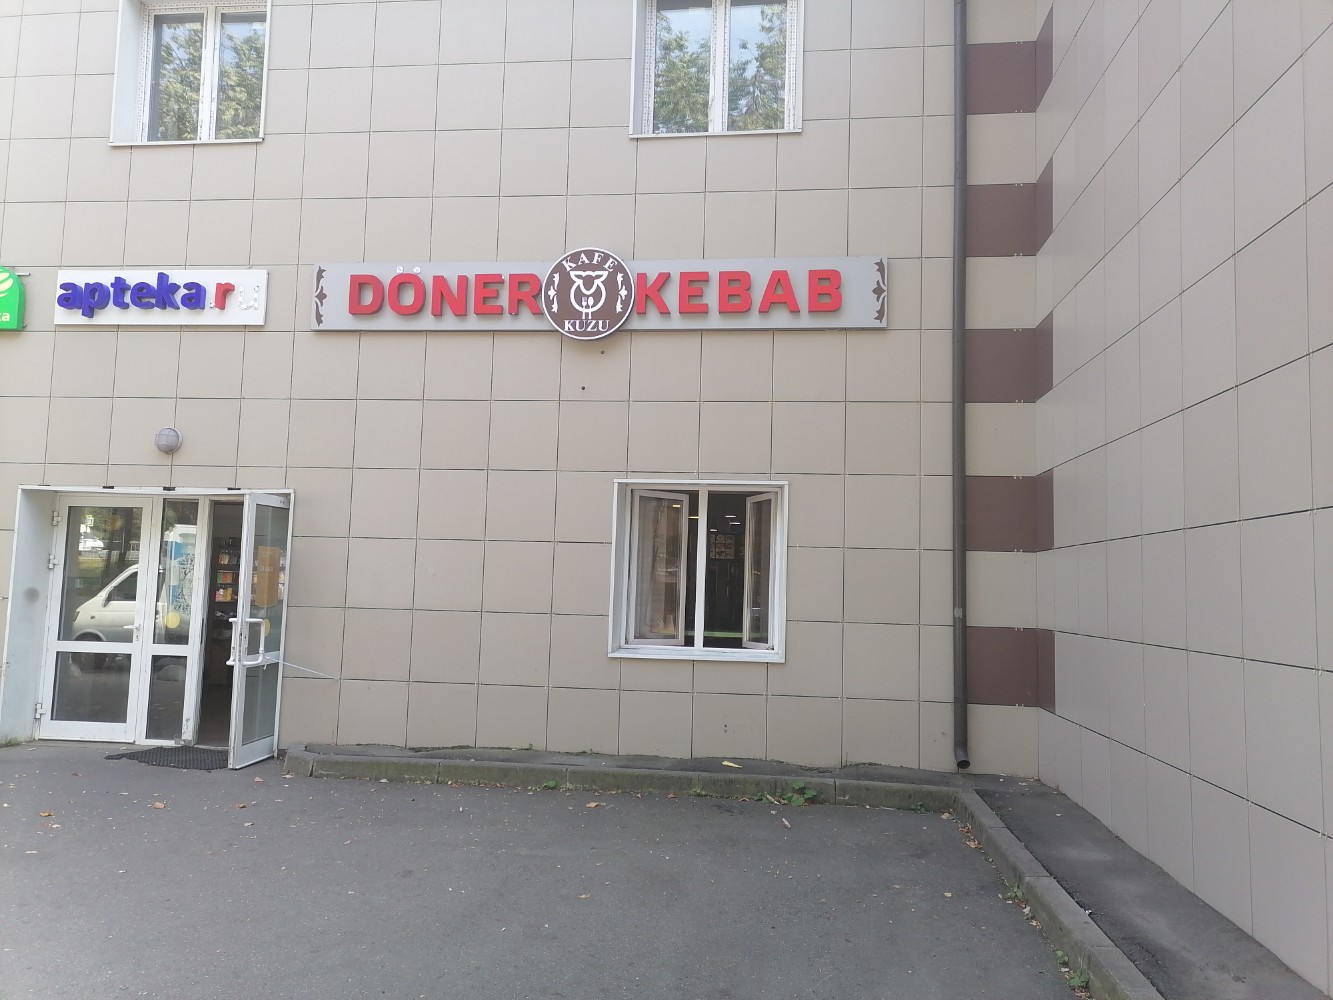 apteka.ru
DÖNER KEBAB
KAFE
KUZU